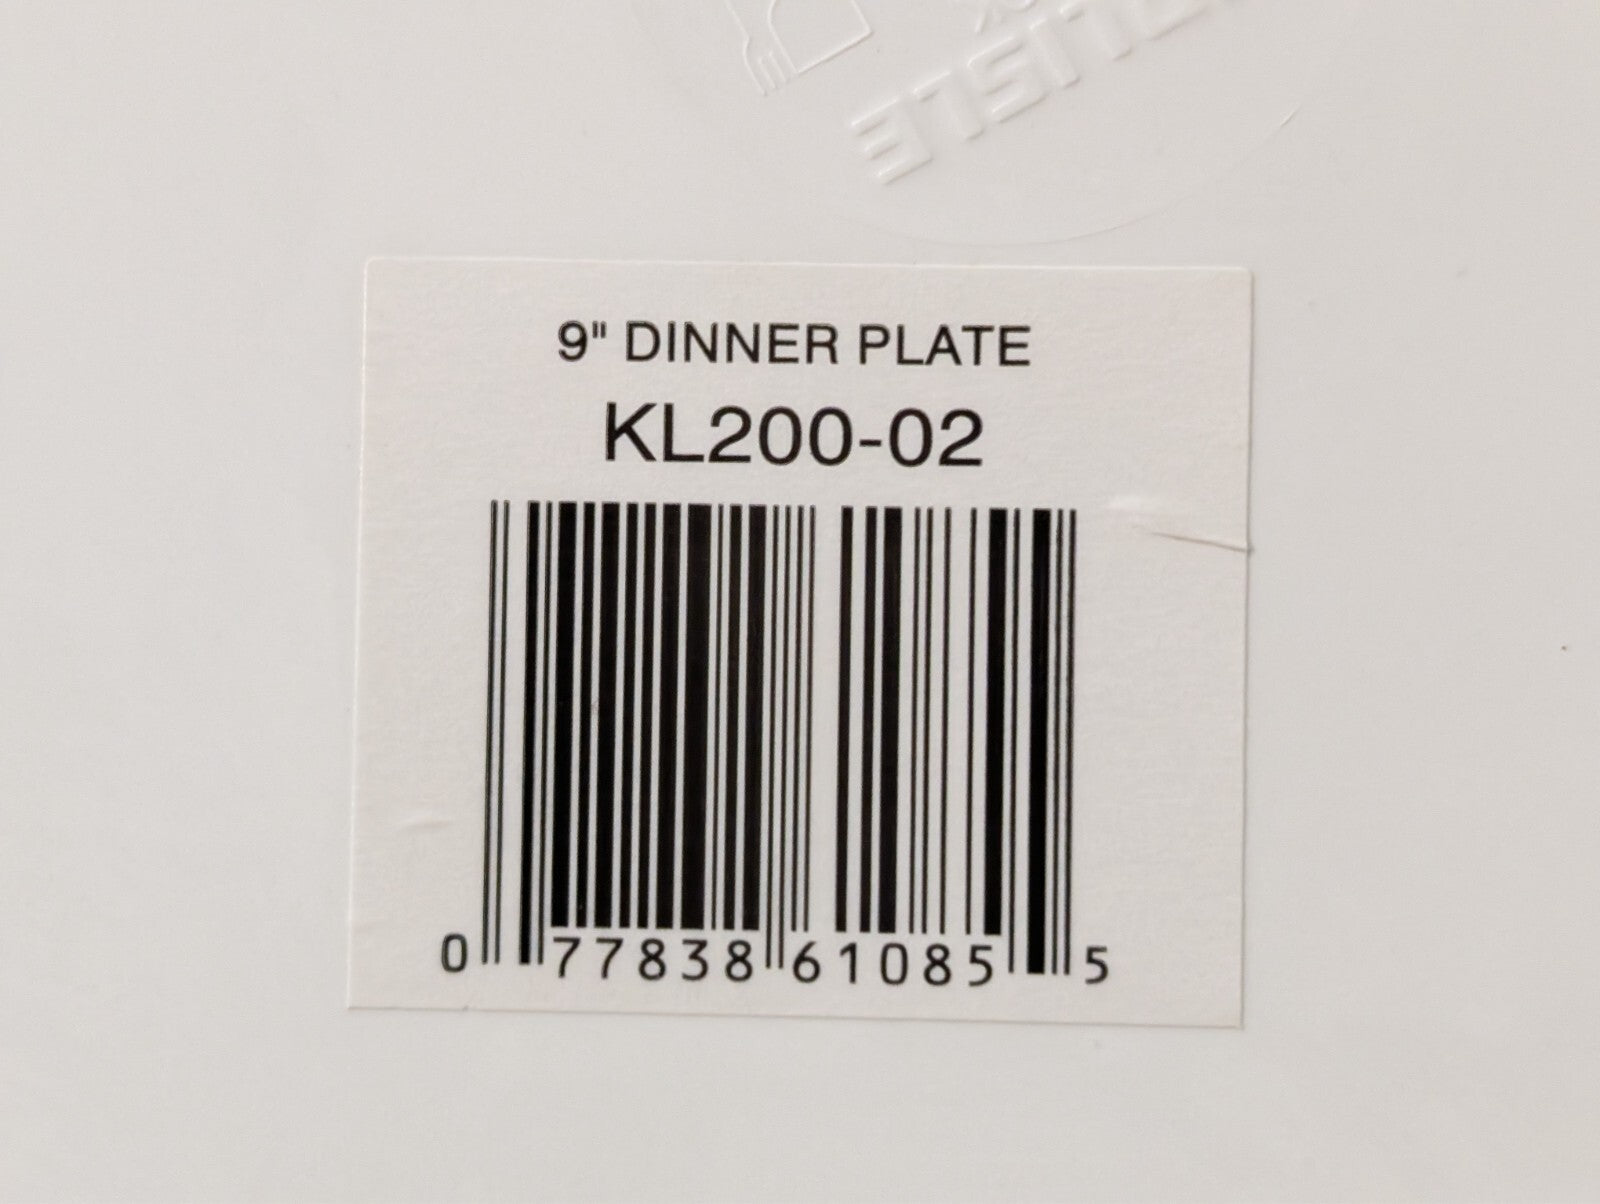 9" DINNER PLATE
KL200-02
0 77838 61085 5